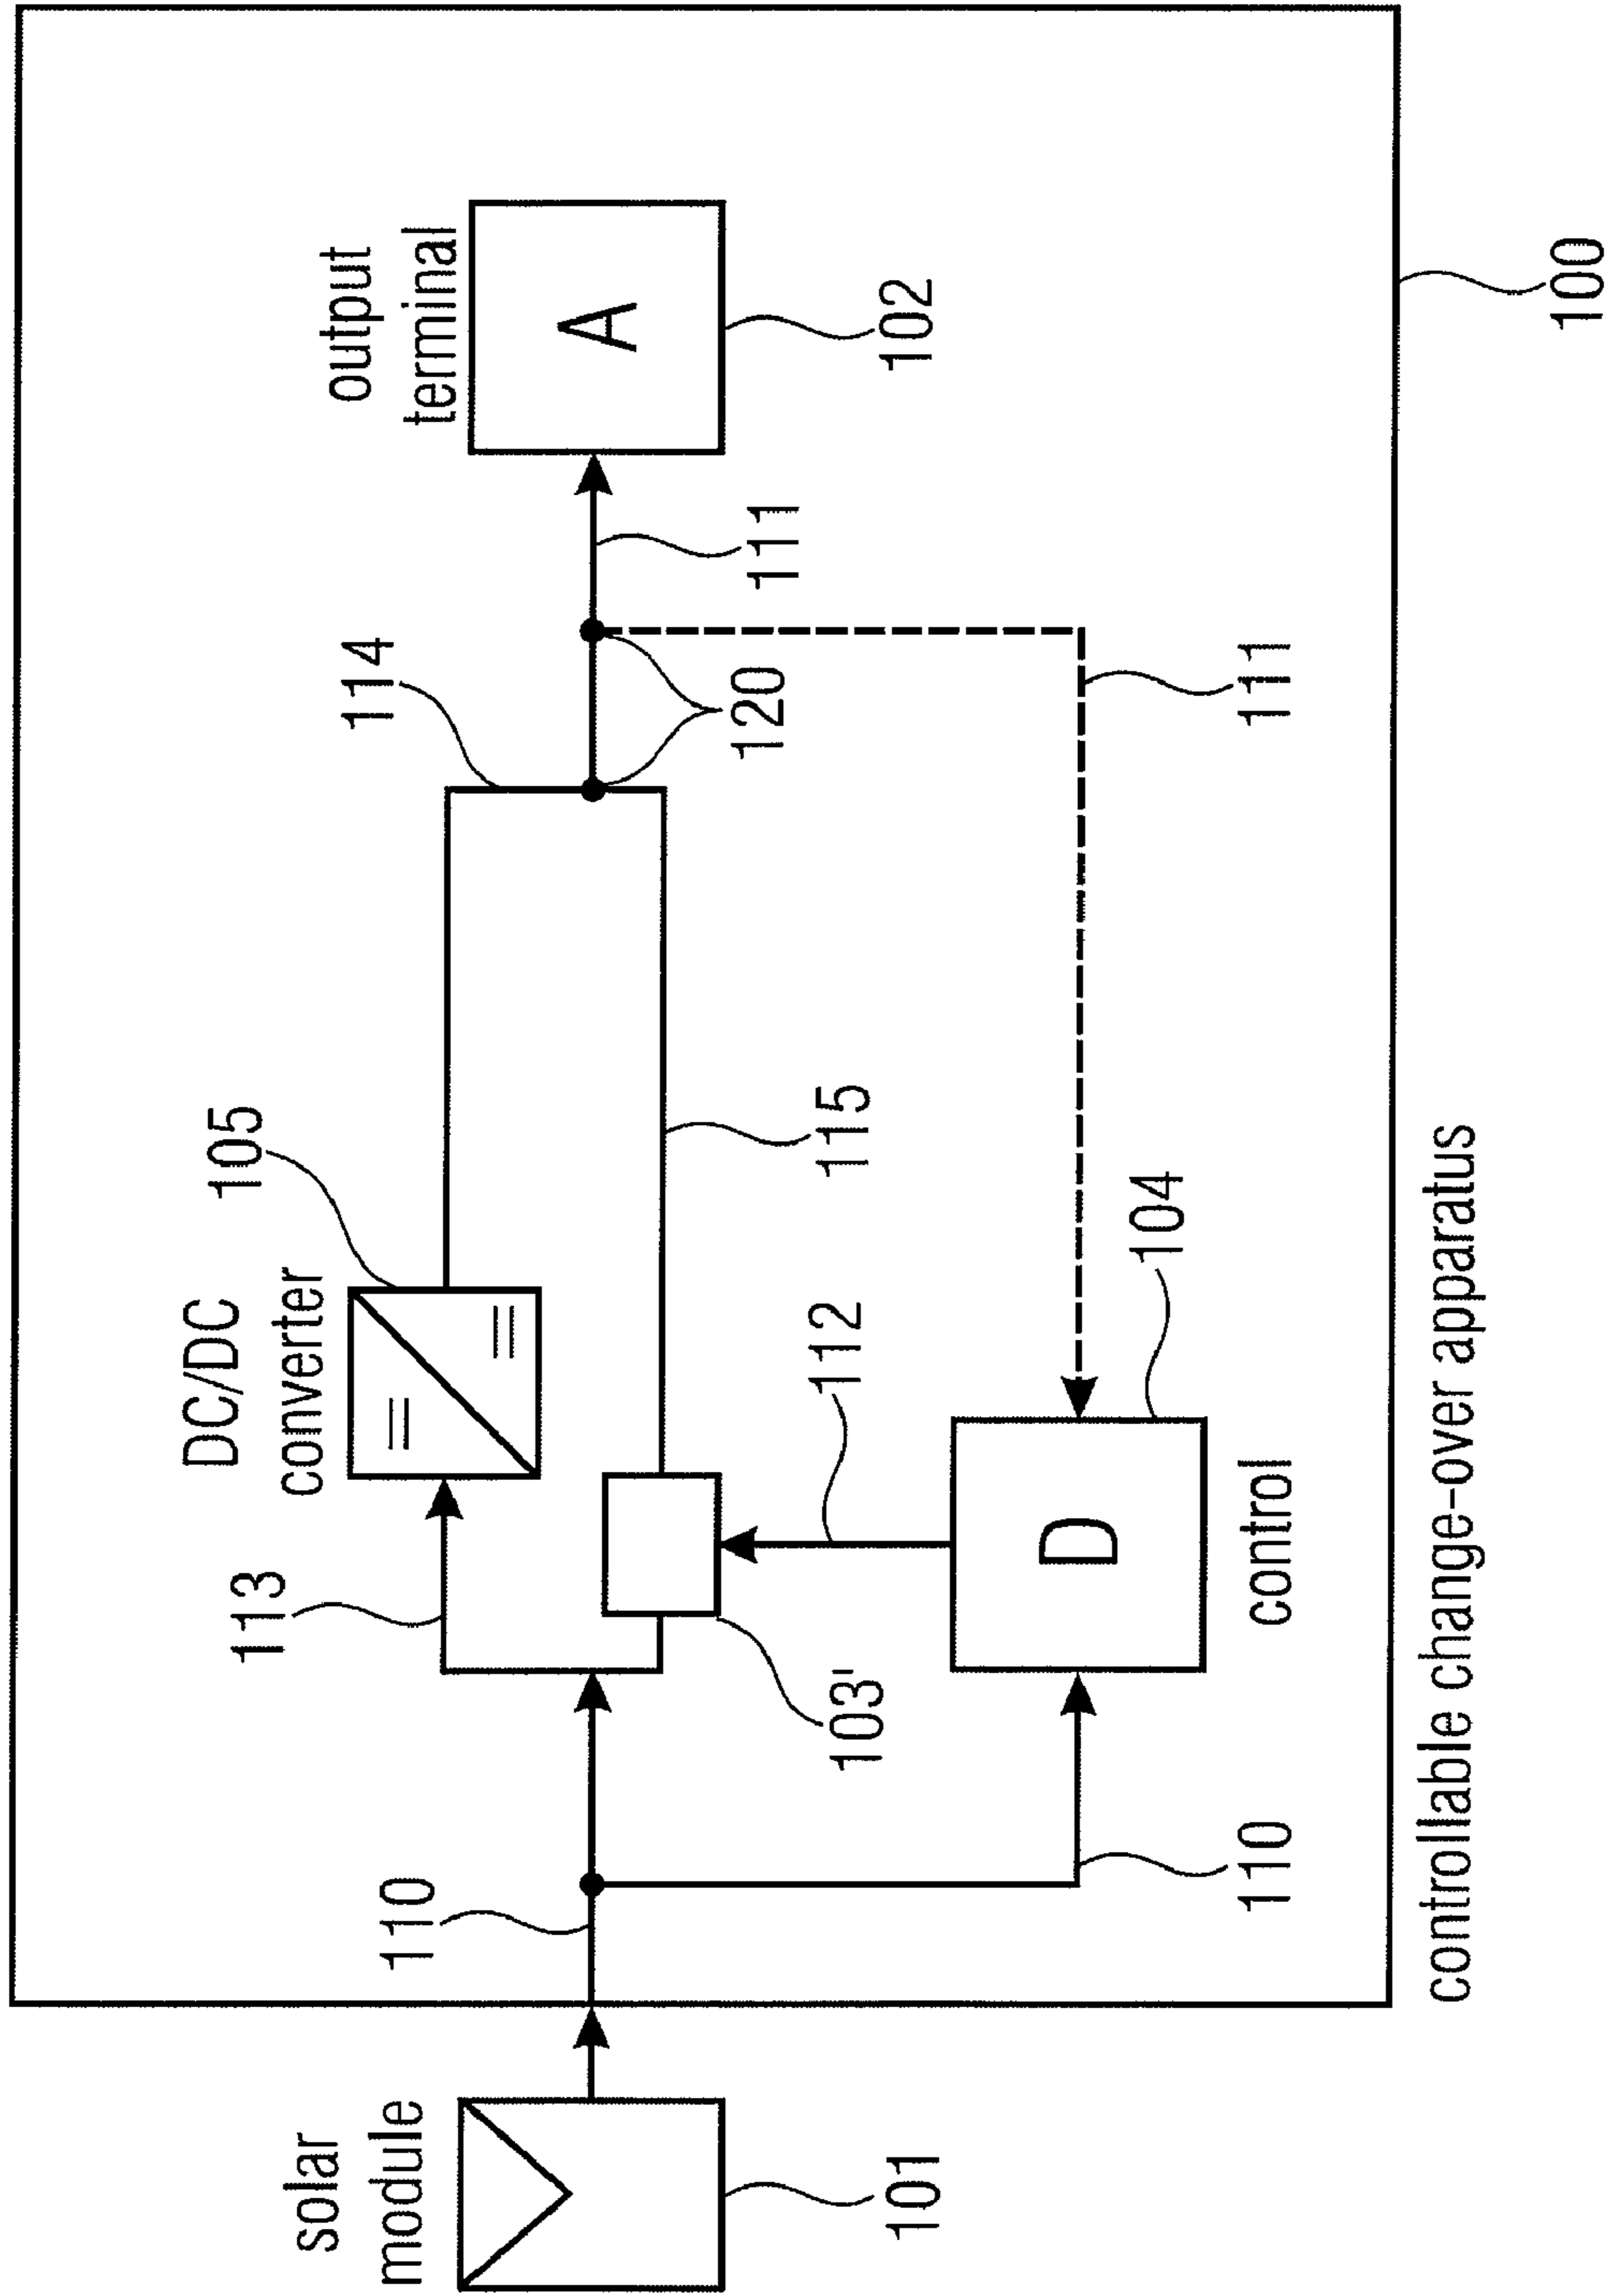 output
terminal
A
102
111
114
120
111
DC/DC
converter
105
115
113
112
104
103'
D
control
110
110
solar
module
101
controllable change-over apparatus
100